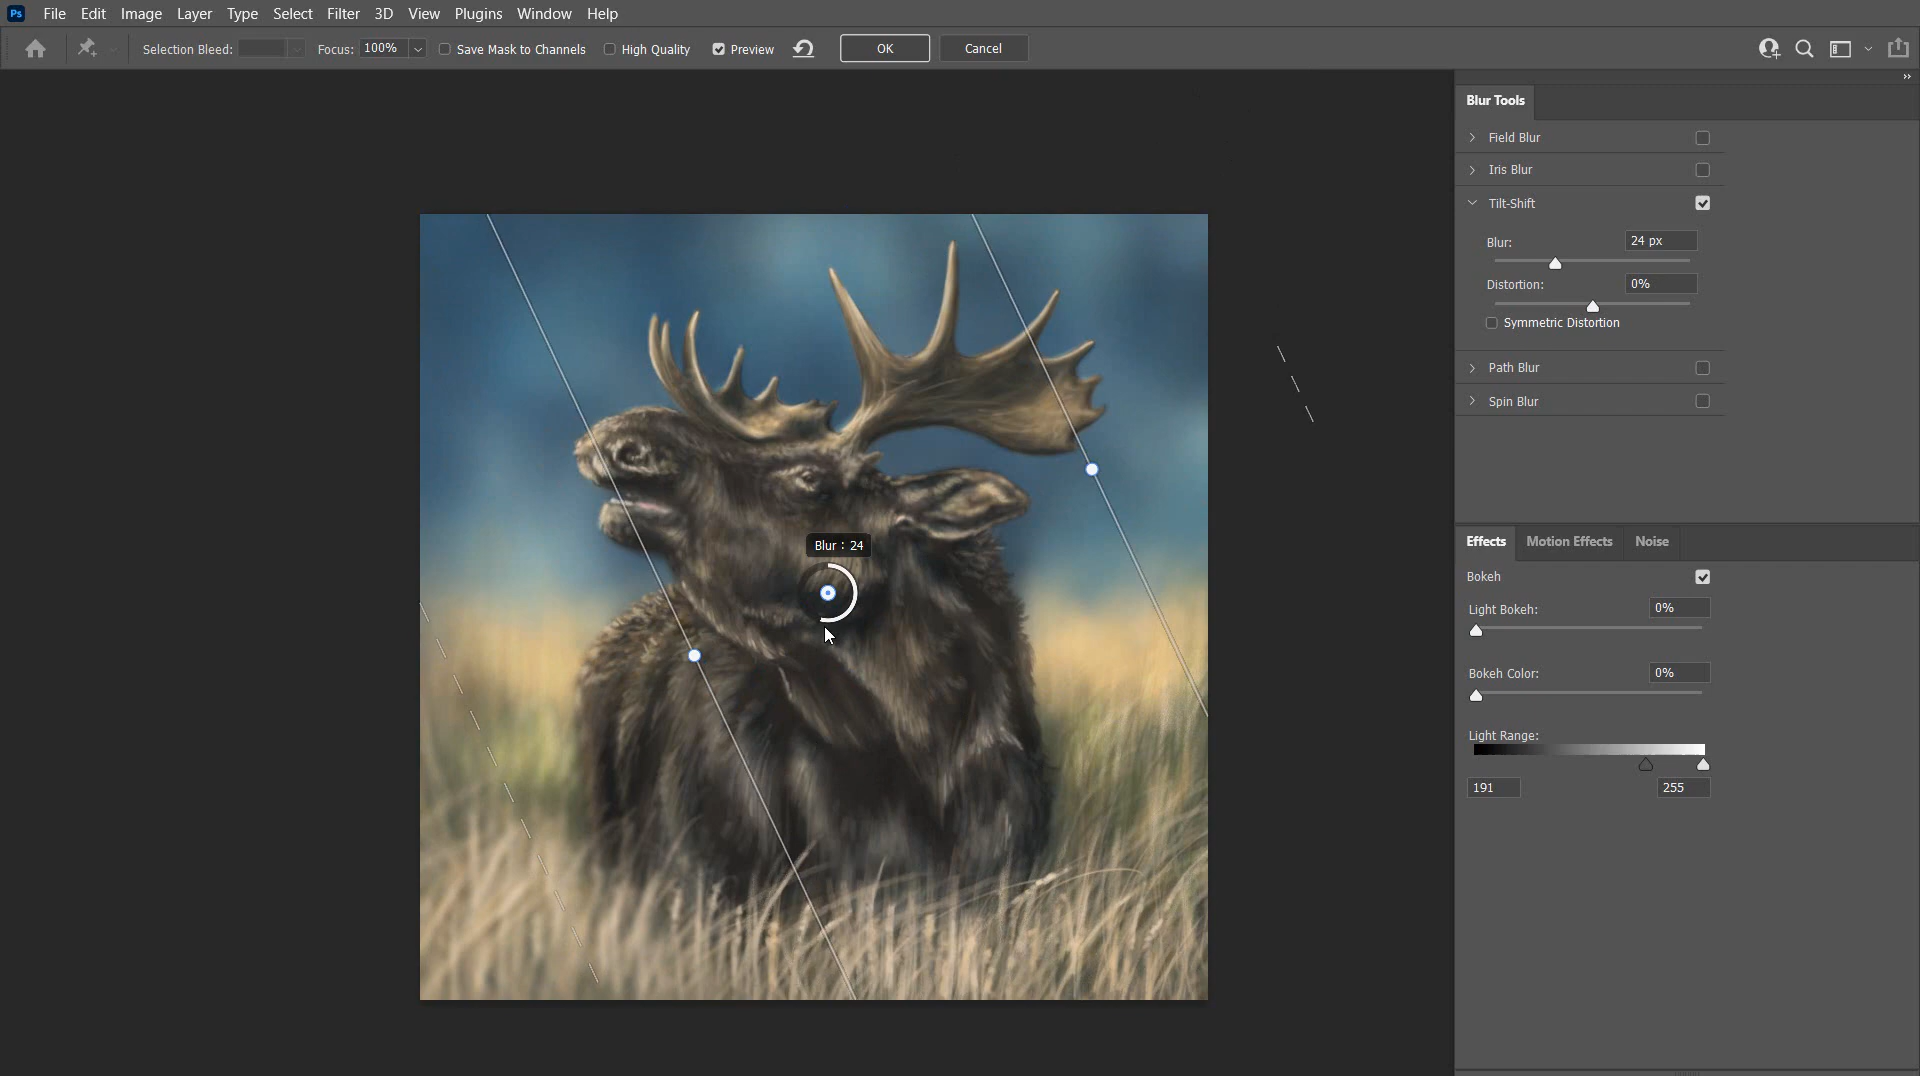 Ps File Edit Image Layer Type Select Filter 3D View Plugins Window Help
Selection Bleed: Focus: 100% Save Mask to Channels High Quality Preview OK Cancel
Blur Tools
Field Blur
Iris Blur
Tilt-Shift
Blur: 24 px
Distortion: 0%
Symmetric Distortion
Path Blur
Spin Blur
Blur : 24
Effects Motion Effects Noise
Bokeh
Light Bokeh: 0%
Bokeh Color: 0%
Light Range:
191 255